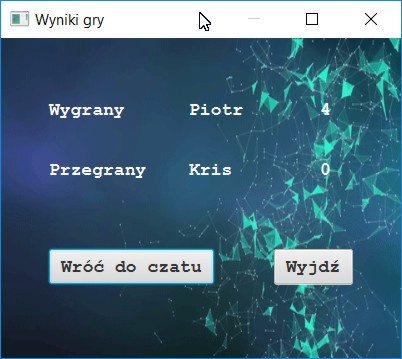 Wyniki gry
Wygrany Piotr 4
Przegrany Kris 0
Wróć do czatu Wyjdź